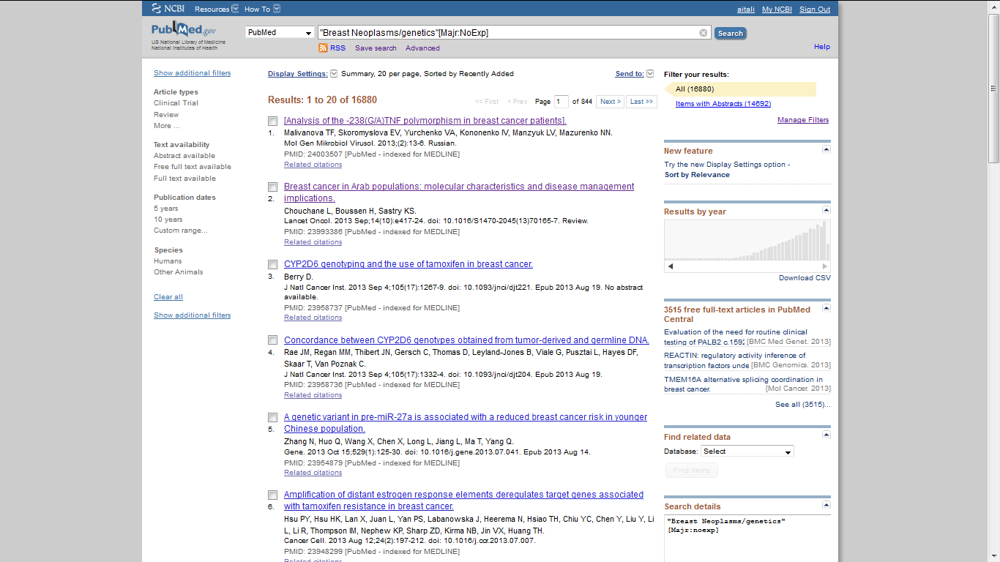 NCBI Resources How To
aitali My NCBI Sign Out
PubMed.gov
US National Library of Medicine
National Institutes of Health
PubMed
"Breast Neoplasms/genetics"[Majr:NoExp]
Search
RSS Save search Advanced
Help
Show additional filters
Article types
Clinical Trial
Review
More ...
Text availability
Abstract available
Free full text available
Full text available
Publication dates
5 years
10 years
Custom range...
Species
Humans
Other Animals
Clear all
Show additional filters
Display Settings: Summary, 20 per page, Sorted by Recently Added
Send to:
Results: 1 to 20 of 16880
<< First < Prev Page 1 of 844 Next > Last >>
[Analysis of the -238(G/A)TNF polymorphism in breast cancer patients].
1. Malivanova TF, Skoromyslova EV, Yurchenko VA, Kononenko IV, Manzyuk LV, Mazurenko NN.
Mol Gen Mikrobiol Virusol. 2013;(2):13-6. Russian.
PMID: 24003507 [PubMed - indexed for MEDLINE]
Related citations
Breast cancer in Arab populations: molecular characteristics and disease management
2. implications.
Chouchane L, Boussen H, Sastry KS.
Lancet Oncol. 2013 Sep;14(10):e417-24. doi: 10.1016/S1470-2045(13)70165-7. Review.
PMID: 23993386 [PubMed - indexed for MEDLINE]
Related citations
CYP2D6 genotyping and the use of tamoxifen in breast cancer.
3. Berry D.
J Natl Cancer Inst. 2013 Sep 4;105(17):1267-9. doi: 10.1093/jnci/djt221. Epub 2013 Aug 19. No abstract
available.
PMID: 23958737 [PubMed - indexed for MEDLINE]
Related citations
Concordance between CYP2D6 genotypes obtained from tumor-derived and germline DNA.
4. Rae JM, Regan MM, Thibert JN, Gersch C, Thomas D, Leyland-Jones B, Viale G, Pusztai L, Hayes DF,
Skaar T, Van Poznak C.
J Natl Cancer Inst. 2013 Sep 4;105(17):1332-4. doi: 10.1093/jnci/djt204. Epub 2013 Aug 19.
PMID: 23958736 [PubMed - indexed for MEDLINE]
Related citations
A genetic variant in pre-miR-27a is associated with a reduced breast cancer risk in younger
5. Chinese population.
Zhang N, Huo Q, Wang X, Chen X, Long L, Jiang L, Ma T, Yang Q.
Gene. 2013 Oct 15;529(1):125-30. doi: 10.1016/j.gene.2013.07.041. Epub 2013 Aug 14.
PMID: 23954879 [PubMed - indexed for MEDLINE]
Related citations
Amplification of distant estrogen response elements deregulates target genes associated
6. with tamoxifen resistance in breast cancer.
Hsu PY, Hsu HK, Lan X, Juan L, Yan PS, Labanowska J, Heerema N, Hsiao TH, Chiu YC, Chen Y, Liu Y, Li
L, Li R, Thompson IM, Nephew KP, Sharp ZD, Kirma NB, Jin VX, Huang TH.
Cancer Cell. 2013 Aug 12;24(2):197-212. doi: 10.1016/j.ccr.2013.07.007.
PMID: 23948299 [PubMed - indexed for MEDLINE]
Related citations
Filter your results:
All (16880)
Items with Abstracts (14692)
Manage Filters
New feature
Try the new Display Settings option -
Sort by Relevance
Results by year
Download CSV
3515 free full-text articles in PubMed
Central
Evaluation of the need for routine clinical
testing of PALB2 c.1592 [BMC Med Genet. 2013]
REACTIN: regulatory activity inference of
transcription factors unde [BMC Genomics. 2013]
TMEM16A alternative splicing coordination in
breast cancer. [Mol Cancer. 2013]
See all (3515)...
Find related data
Database: Select
Find items
Search details
"Breast Neoplasms/genetics"
[Majr:noexp]